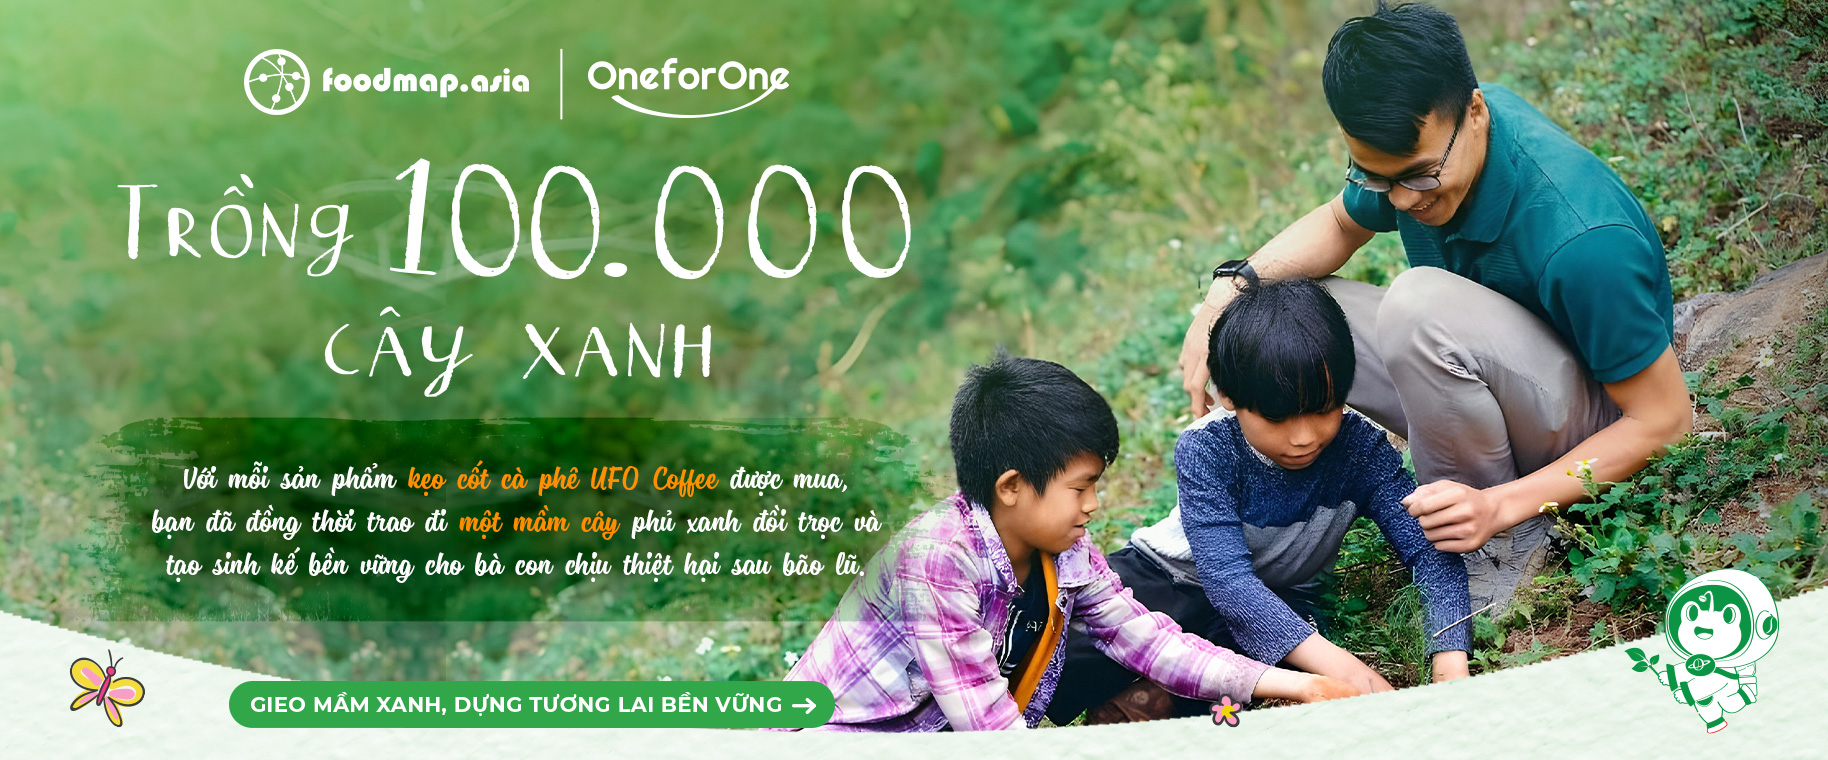 foodmap.asia
OneforOne
TRỒNG 100.000
CÂY XANH
Với mỗi sản phẩm kẹo cốt cà phê UFO Coffee được mua,
bạn đã đồng thời trao đi một mầm cây phủ xanh đồi trọc và
tạo sinh kế bền vững cho bà con chịu thiệt hại sau bão lũ.
GIEO MẦM XANH, DỰNG TƯƠNG LAI BỀN VỮNG